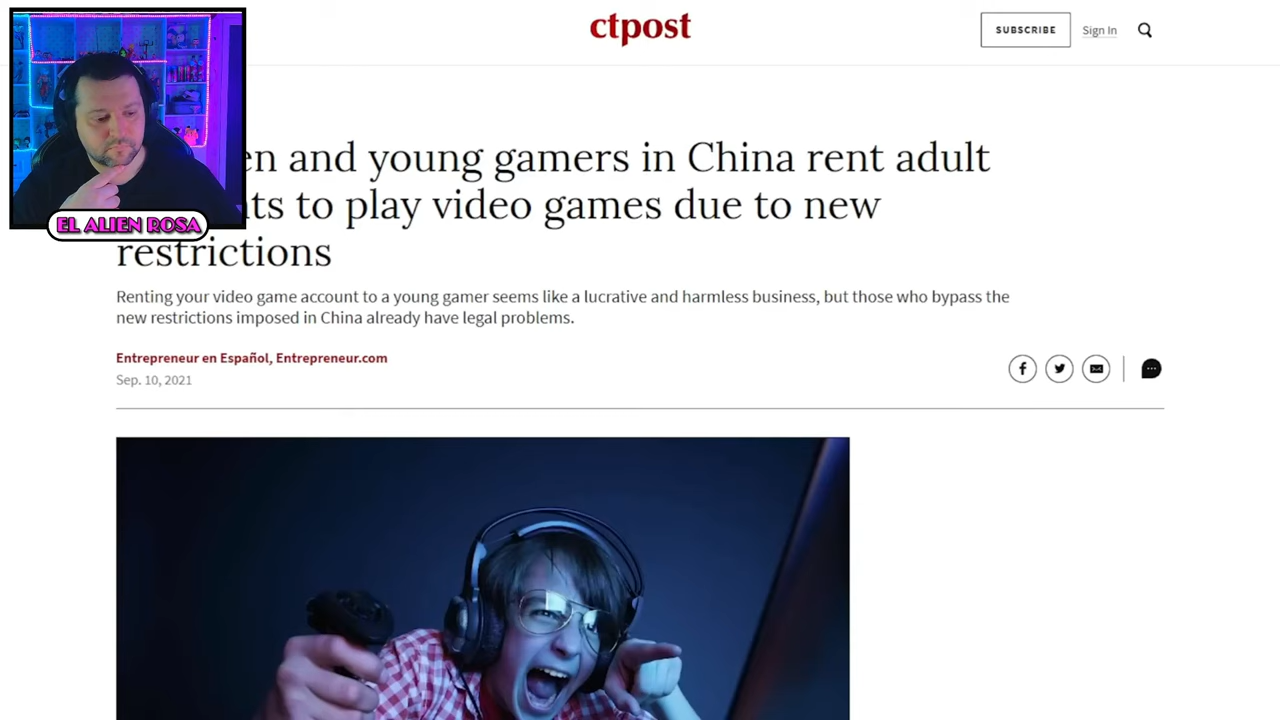 ctpost
SUBSCRIBE
Sign In
en and young gamers in China rent adult
ts to play video games due to new
restrictions
Renting your video game account to a young gamer seems like a lucrative and harmless business, but those who bypass the
new restrictions imposed in China already have legal problems.
Entrepreneur en Español, Entrepreneur.com
Sep. 10, 2021
EL ALIEN ROSA